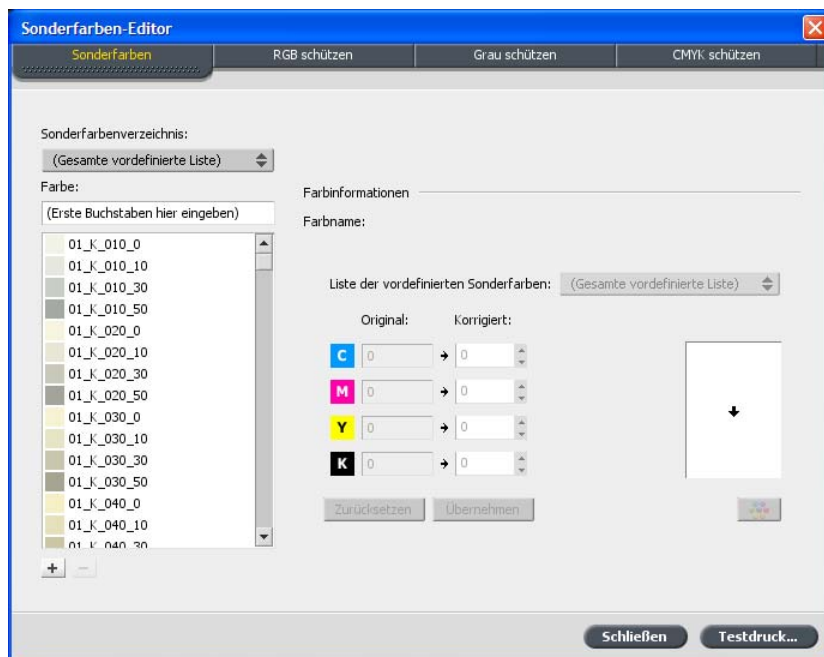 Sonderfarben-Editor
Sonderfarben
RGB schützen
Grau schützen
CMYK schützen
Sonderfarbenverzeichnis:
(Gesamte vordefinierte Liste)
Farbe:
(Erste Buchstaben hier eingeben)
01_K_010_0
01_K_010_10
01_K_010_30
01_K_010_50
01_K_020_0
01_K_020_10
01_K_020_30
01_K_020_50
01_K_030_0
01_K_030_10
01_K_030_30
01_K_030_50
01_K_040_0
01_K_040_10
01_K_040_30
Farbinformationen
Farbname:
Liste der vordefinierten Sonderfarben: (Gesamte vordefinierte Liste)
Original: Korrigiert:
C 0 0
M 0 0
Y 0 0
K 0 0
Zurücksetzen Übernehmen
Schließen Testdruck...